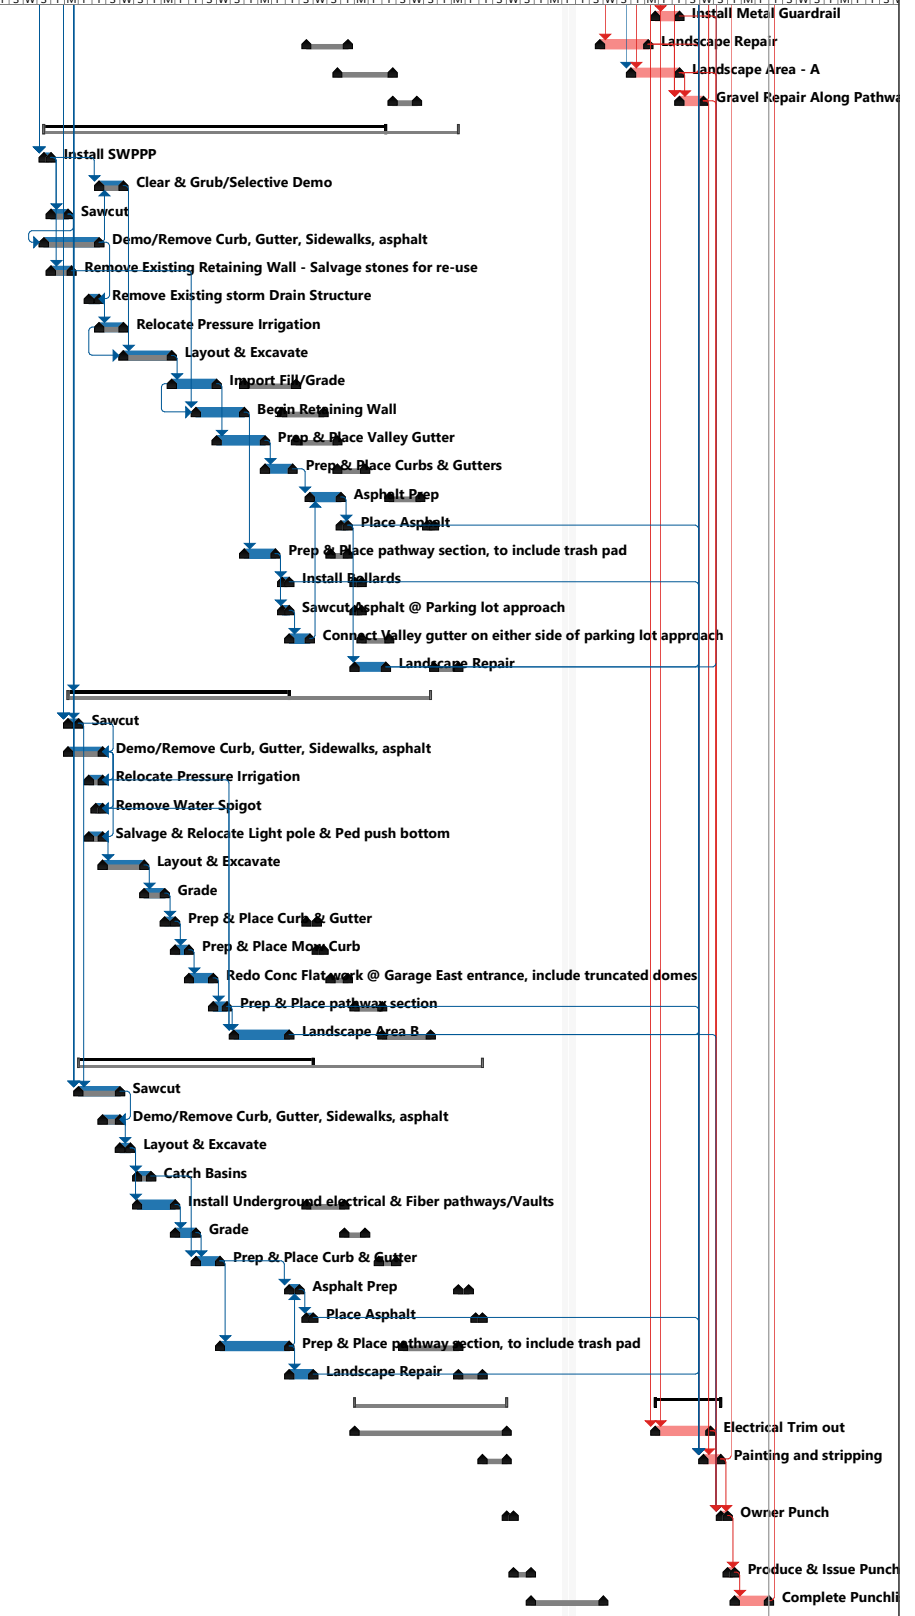 Install Metal Guardrail
Landscape Repair
Landscape Area - A
Gravel Repair Along Pathwa
Install SWPPP
Clear & Grub/Selective Demo
Sawcut
Demo/Remove Curb, Gutter, Sidewalks, asphalt
Remove Existing Retaining Wall - Salvage stones for re-use
Remove Existing storm Drain Structure
Relocate Pressure Irrigation
Layout & Excavate
Import Fill/Grade
Begin Retaining Wall
Prep & Place Valley Gutter
Prep & Place Curbs & Gutters
Asphalt Prep
Place Asphalt
Prep & Place pathway section, to include trash pad
Install Bollards
Sawcut Asphalt @ Parking lot approach
Connect Valley gutter on either side of parking lot approach
Landscape Repair
Sawcut
Demo/Remove Curb, Gutter, Sidewalks, asphalt
Relocate Pressure Irrigation
Remove Water Spigot
Salvage & Relocate Light pole & Ped push bottom
Layout & Excavate
Grade
Prep & Place Curb & Gutter
Prep & Place Mow Curb
Redo Conc Flat work @ Garage East entrance, include truncated domes
Prep & Place pathway section
Landscape Area B
Sawcut
Demo/Remove Curb, Gutter, Sidewalks, asphalt
Layout & Excavate
Catch Basins
Install Underground electrical & Fiber pathways/Vaults
Grade
Prep & Place Curb & Gutter
Asphalt Prep
Place Asphalt
Prep & Place pathway section, to include trash pad
Landscape Repair
Electrical Trim out
Painting and stripping
Owner Punch
Produce & Issue Punch
Complete Punchli